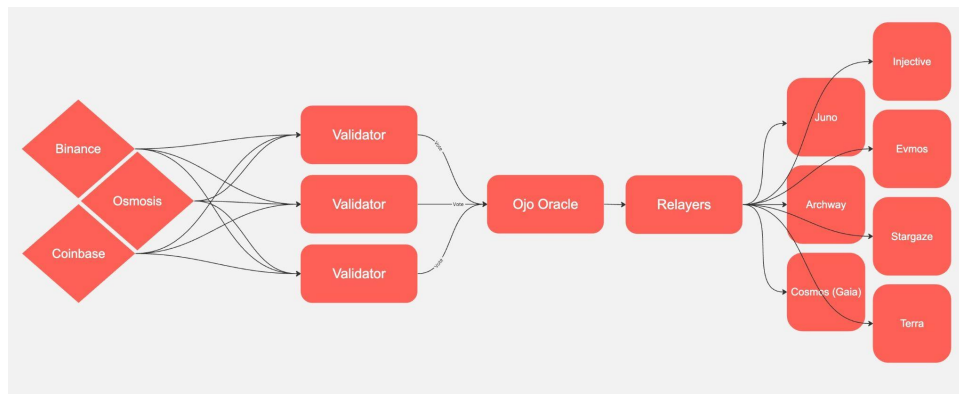 Binance
Osmosis
Coinbase
Validator
Validator
Validator
Vote
Vote
Vote
Ojo Oracle
Relayers
Juno
Archway
Cosmos (Gaia)
Injective
Evmos
Stargaze
Terra